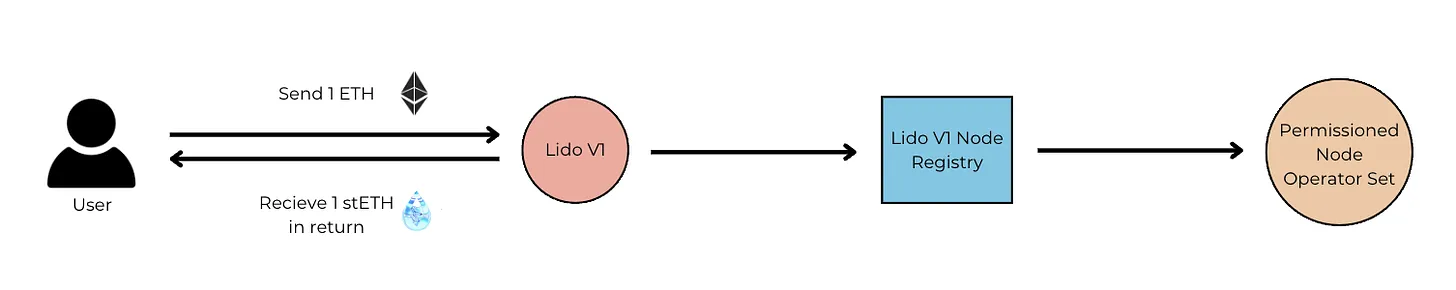 Send 1 ETH
User
Recieve 1 stETH
in return
Lido V1
Lido V1 Node
Registry
Permissioned
Node
Operator Set